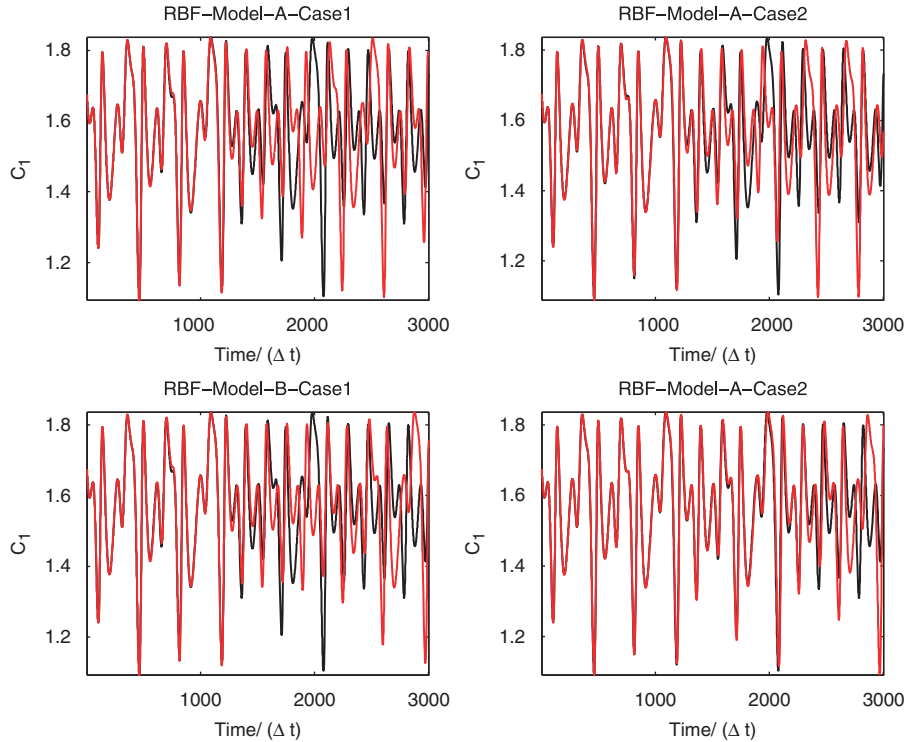 RBF-Model-A-Case1
RBF-Model-A-Case2
C1
1.8
1.6
1.4
1.2
1000
2000
3000
Time/ (Δ t)
C1
1.8
1.6
1.4
1.2
1000
2000
3000
Time/ (Δ t)
RBF-Model-B-Case1
RBF-Model-A-Case2
C1
1.8
1.6
1.4
1.2
1000
2000
3000
Time/ (Δ t)
C1
1.8
1.6
1.4
1.2
1000
2000
3000
Time/ (Δ t)